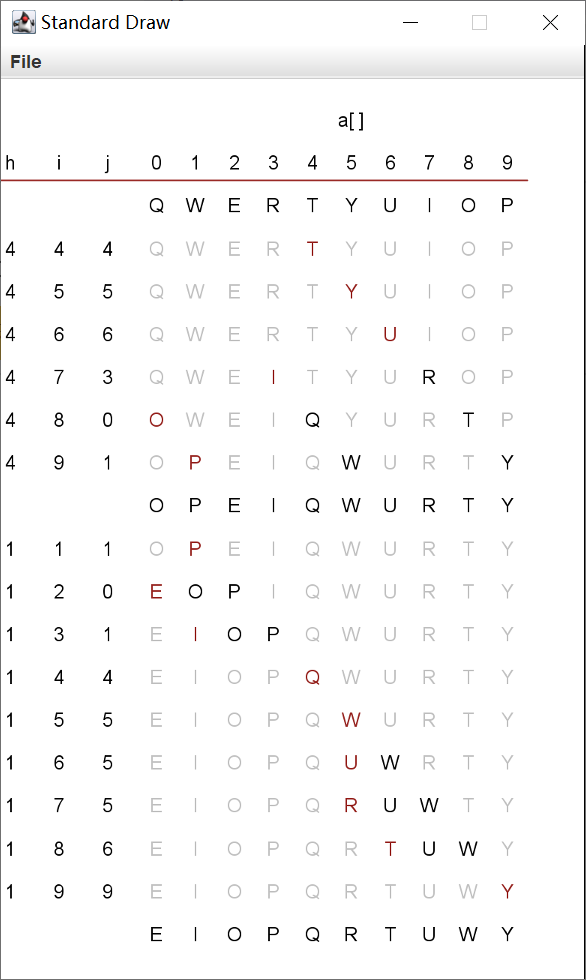 Standard Draw
File
a[ ]
h i j 0 1 2 3 4 5 6 7 8 9
Q W E R T Y U I O P
4 4 4 Q W E R T Y U I O P
4 5 5 Q W E R T Y U I O P
4 6 6 Q W E R T Y U I O P
4 7 3 Q W E I T Y U R O P
4 8 0 O W E I Q Y U R T P
4 9 1 O P E I Q W U R T Y
O P E I Q W U R T Y
1 1 1 O P E I Q W U R T Y
1 2 0 E O P I Q W U R T Y
1 3 1 E I O P Q W U R T Y
1 4 4 E I O P Q W U R T Y
1 5 5 E I O P Q W U R T Y
1 6 5 E I O P Q U W R T Y
1 7 5 E I O P Q R U W T Y
1 8 6 E I O P Q R T U W Y
1 9 9 E I O P Q R T U W Y
E I O P Q R T U W Y